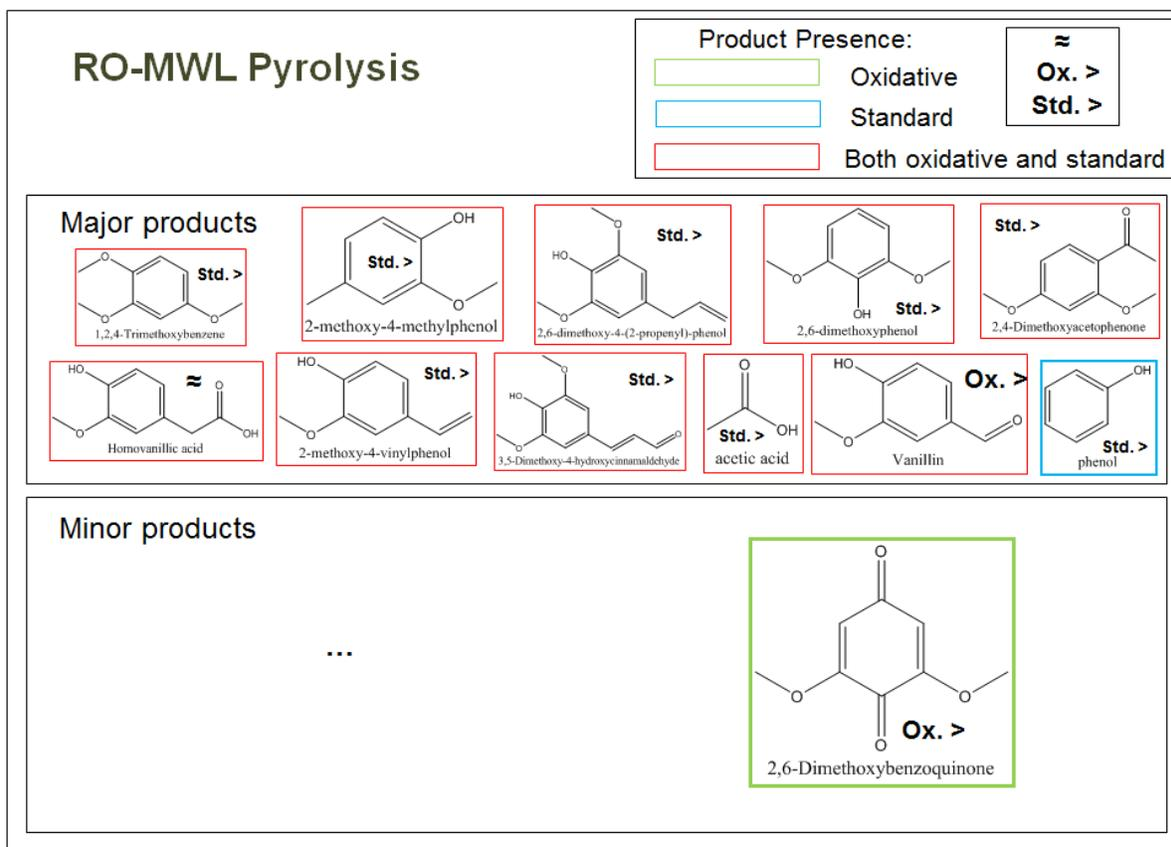 RO-MWL Pyrolysis
Product Presence:
Oxidative
Standard
Both oxidative and standard
≈
Ox. >
Std. >
Major products
O
O
O
Std. >
1,2,4-Trimethoxybenzene
OH
Std. >
O
2-methoxy-4-methylphenol
O
HO
O
Std. >
2,6-dimethoxy-4-(2-propenyl)-phenol
O
O
OH
Std. >
2,6-dimethoxyphenol
Std. >
O
O
O
2,4-Dimethoxyacetophenone
HO
≈
O
O
OH
Homovanillic acid
HO
Std. >
O
2-methoxy-4-vinylphenol
O
HO
O
Std. >
O
3,5-Dimethoxy-4-hydroxycinnamaldehyde
O
Std. >
OH
acetic acid
HO
Ox. >
O
O
Vanillin
OH
Std. >
phenol
Minor products
...
O
O
O
O
Ox. >
2,6-Dimethoxybenzoquinone